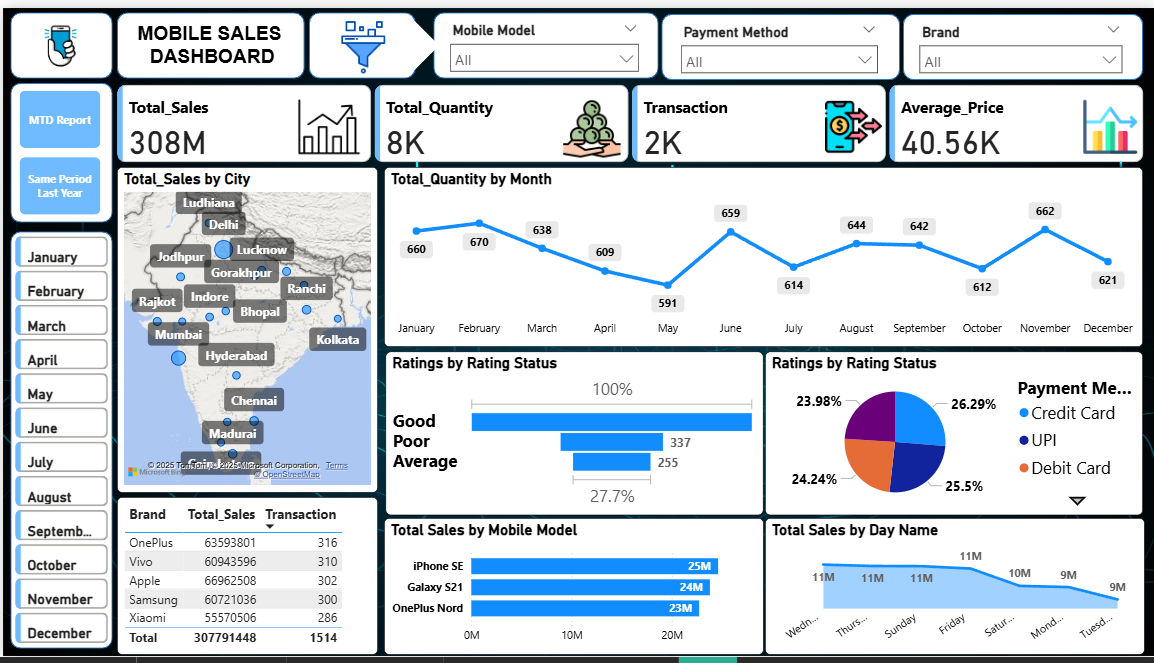 MOBILE SALES
DASHBOARD
Mobile Model
All
Payment Method
All
Brand
All
MTD Report
Same Period
Last Year
Total_Sales
308M
Total_Quantity
8K
Transaction
2K
Average_Price
40.56K
January
February
March
April
May
June
July
August
Septemb...
October
November
December
Total_Sales by City
Ludhiana
Delhi
Lucknow
Jodhpur
Gorakhpur
Ranchi
Indore
Rajkot
Bhopal
Mumbai
Kolkata
Hyderabad
Chennai
Madurai
© 2025 TomTom, © 2025 Microsoft Corporation, Terms
© OpenStreetMap
Microsoft Bing
Total_Quantity by Month
660
670
638
609
591
659
614
644
642
612
662
621
January February March April May June July August September October November December
Ratings by Rating Status
100%
Good
Poor 337
Average 255
27.7%
Ratings by Rating Status
23.98%
26.29%
24.24%
25.5%
Payment Me...
Credit Card
UPI
Debit Card
Brand Total_Sales Transaction
OnePlus 63593801 316
Vivo 60943596 310
Apple 66962508 302
Samsung 60721036 300
Xiaomi 55570506 286
Total 307791448 1514
Total Sales by Mobile Model
iPhone SE 25M
Galaxy S21 24M
OnePlus Nord 23M
0M 10M 20M
Total Sales by Day Name
11M
11M
11M
11M
10M
9M
9M
Wedn... Thurs... Sunday Friday Satur... Mond... Tuesd...